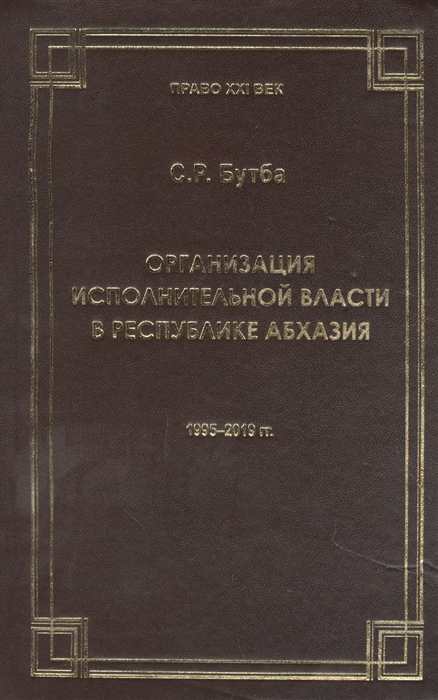 ПРАВО XXI ВЕК
С.Р. Бутба
ОРГАНИЗАЦИЯ
ИСПОЛНИТЕЛЬНОЙ ВЛАСТИ
В РЕСПУБЛИКЕ АБХАЗИЯ
1995–2019 гг.